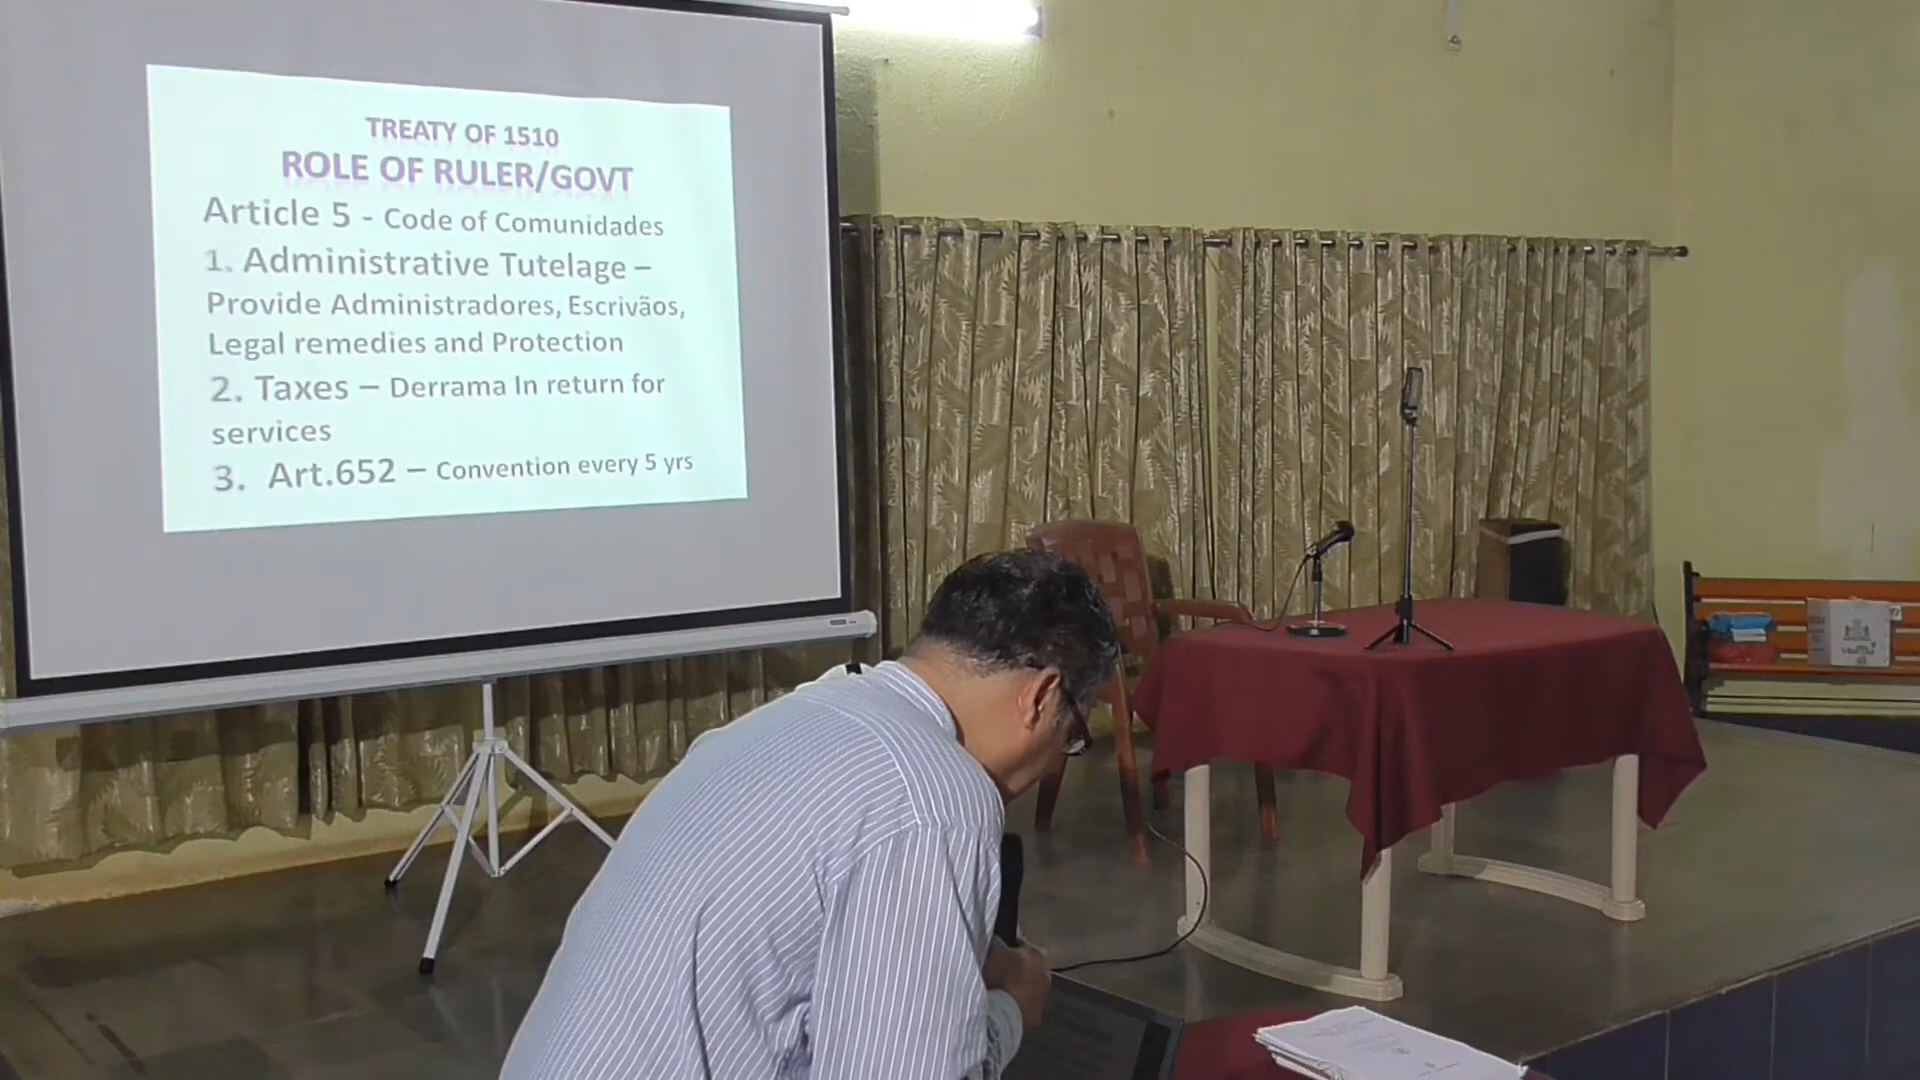 TREATY OF 1510
ROLE OF RULER/GOVT
Article 5 - Code of Comunidades
1. Administrative Tutelage –
Provide Administradores, Escrivãos,
Legal remedies and Protection
2. Taxes – Derrama In return for
services
3. Art.652 – Convention every 5 yrs